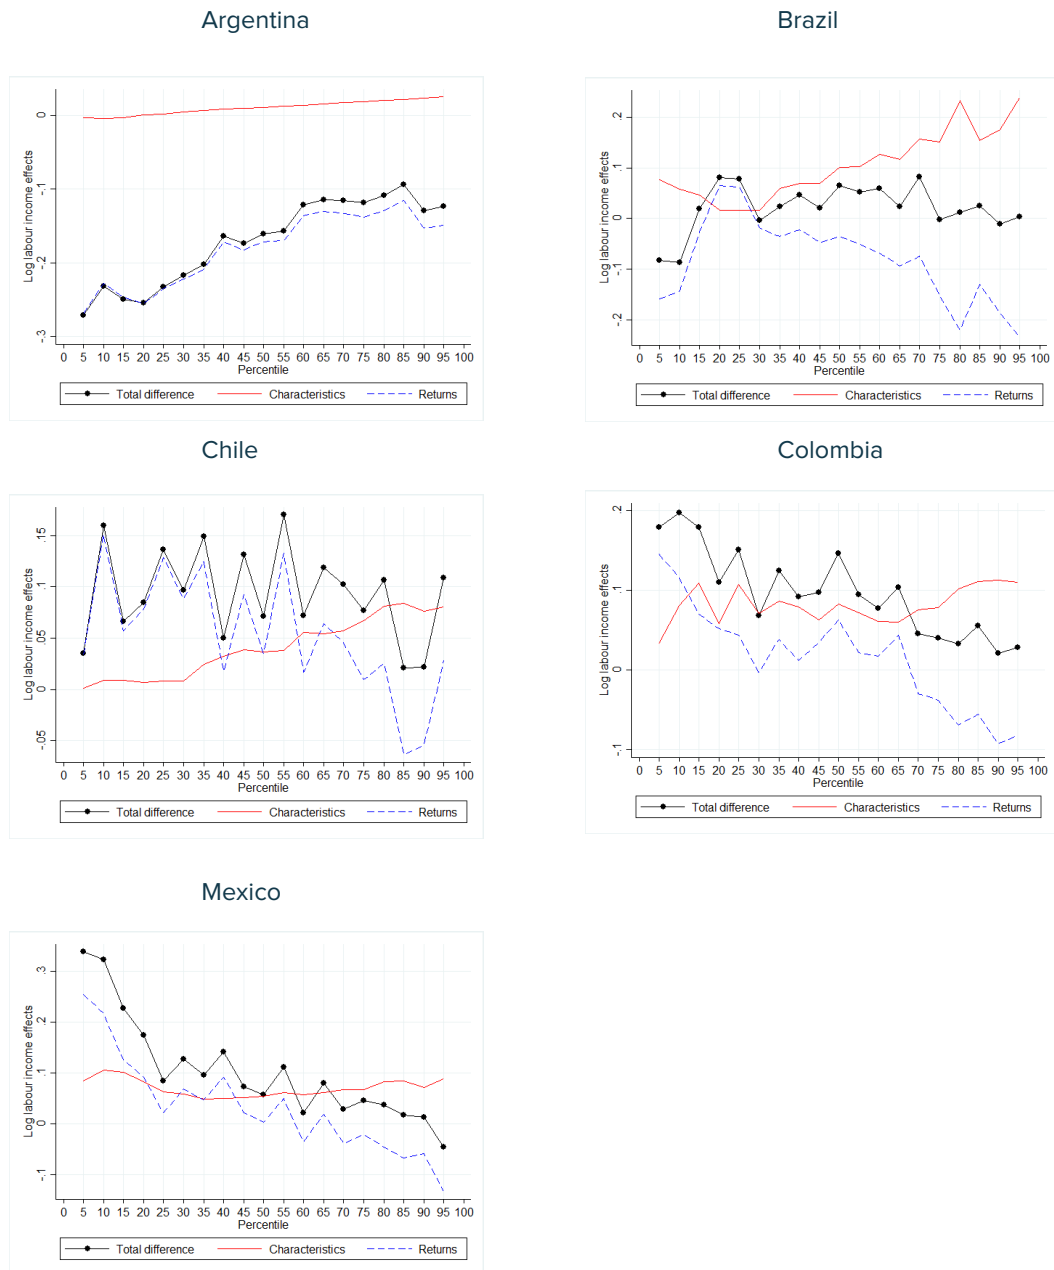 Argentina
Log labour income effects
0
-.1
-.2
-.3
0 5 10 15 20 25 30 35 40 45 50 55 60 65 70 75 80 85 90 95 100
Percentile
Total difference Characteristics Returns
Brazil
Log labour income effects
.2
.1
0
-.1
-.2
0 5 10 15 20 25 30 35 40 45 50 55 60 65 70 75 80 85 90 95 100
Percentile
Total difference Characteristics Returns
Chile
Log labour income effects
.15
.1
.05
0
-.05
0 5 10 15 20 25 30 35 40 45 50 55 60 65 70 75 80 85 90 95 100
Percentile
Total difference Characteristics Returns
Colombia
Log labour income effects
.2
.1
0
-.1
0 5 10 15 20 25 30 35 40 45 50 55 60 65 70 75 80 85 90 95 100
Percentile
Total difference Characteristics Returns
Mexico
Log labour income effects
.3
.2
.1
0
-.1
0 5 10 15 20 25 30 35 40 45 50 55 60 65 70 75 80 85 90 95 100
Percentile
Total difference Characteristics Returns